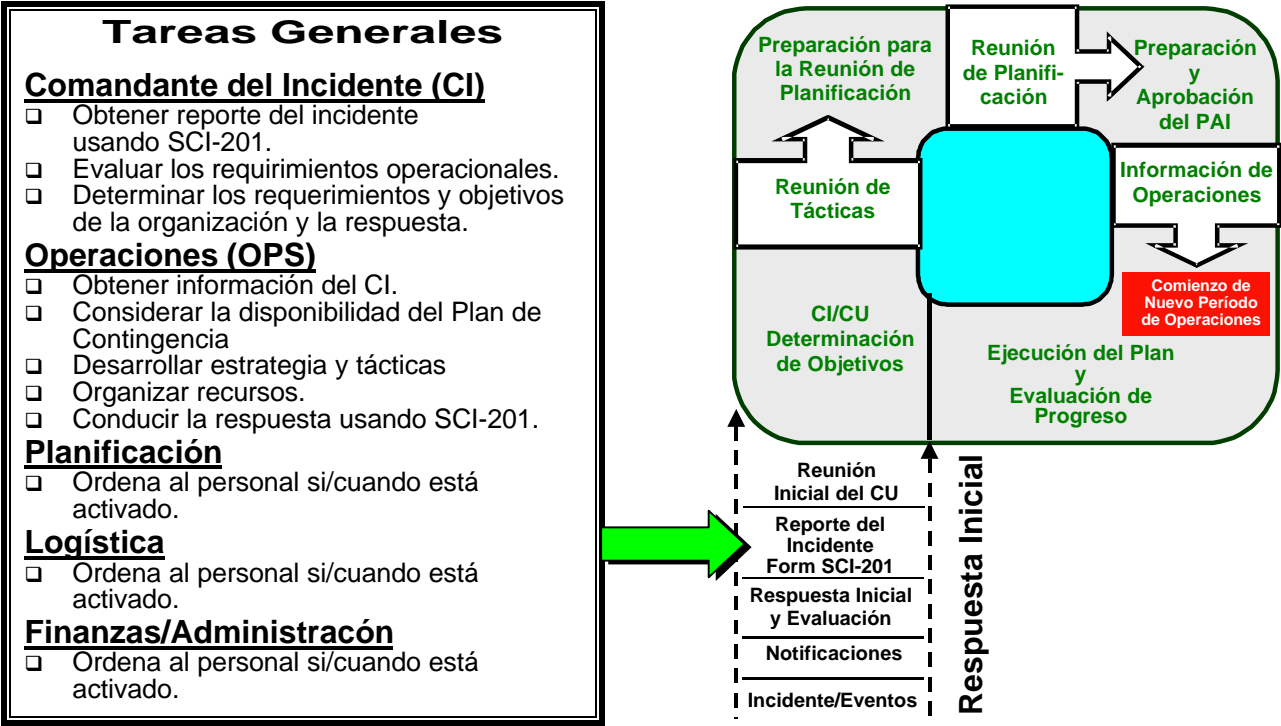 Tareas Generales
Comandante del Incidente (CI)
❑ Obtener reporte del incidente
usando SCI-201.
❑ Evaluar los requirimientos operacionales.
❑ Determinar los requerimientos y objetivos
de la organización y la respuesta.
Operaciones (OPS)
❑ Obtener información del CI.
❑ Considerar la disponibilidad del Plan de
Contingencia
❑ Desarrollar estrategia y tácticas
❑ Organizar recursos.
❑ Conducir la respuesta usando SCI-201.
Planificación
❑ Ordena al personal si/cuando está
activado.
Logística
❑ Ordena al personal si/cuando está
activado.
Finanzas/Administracón
❑ Ordena al personal si/cuando está
activado.
Preparación para
la Reunión de
Planificación
Reunión
de Planifi-
cación
Preparación
y
Aprobación
del PAI
Reunión de
Tácticas
Información de
Operaciones
Comienzo de
Nuevo Período
de Operaciones
CI/CU
Determinación
de Objetivos
Ejecución del Plan
y
Evaluación de
Progreso
Reunión
Inicial del CU
Reporte del
Incidente
Form SCI-201
Respuesta Inicial
y Evaluación
Notificaciones
Incidente/Eventos
Respuesta Inicial